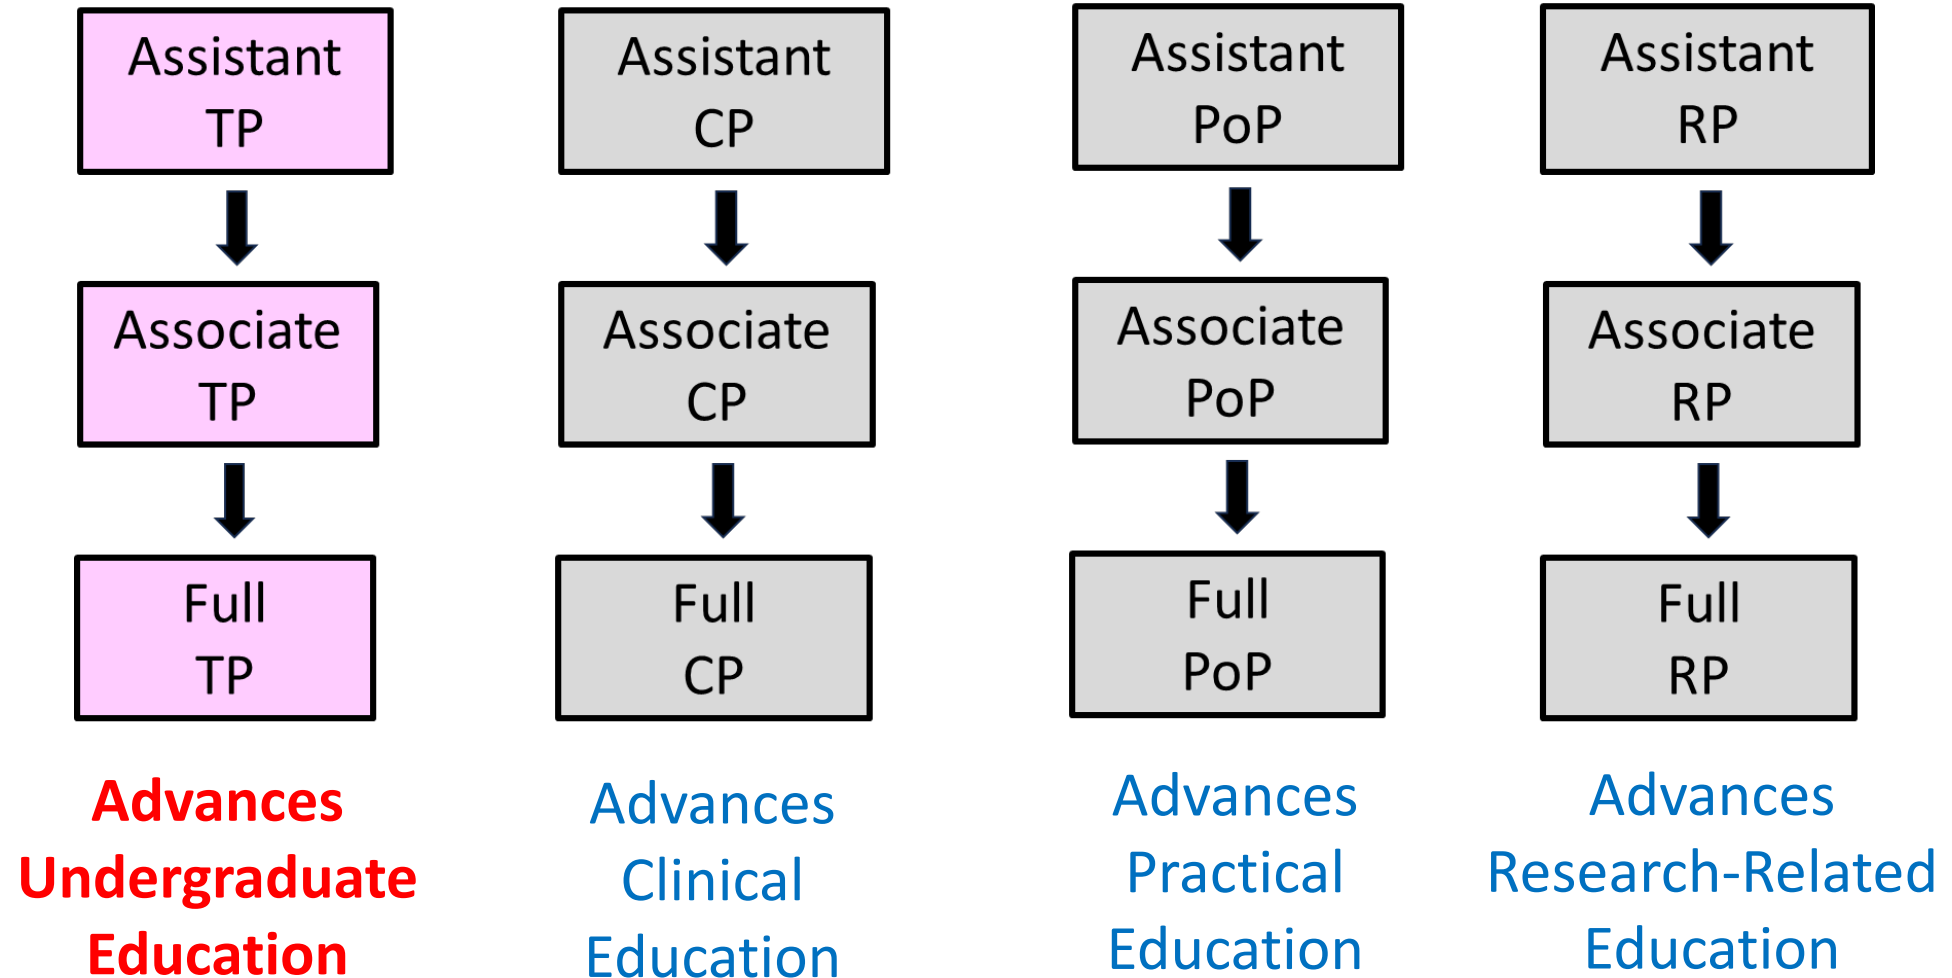 Assistant
TP
Associate
TP
Full
TP
Advances
Undergraduate
Education
Assistant
CP
Associate
CP
Full
CP
Advances
Clinical
Education
Assistant
PoP
Associate
PoP
Full
PoP
Advances
Practical
Education
Assistant
RP
Associate
RP
Full
RP
Advances
Research-Related
Education